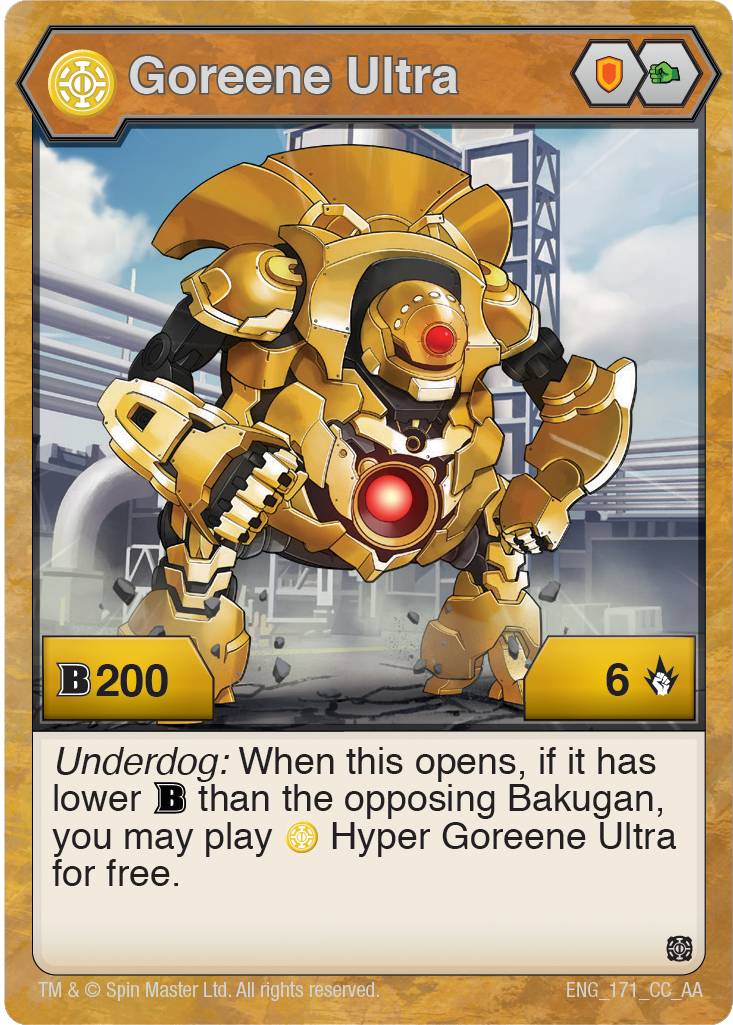 Goreene Ultra
B 200
6
Underdog: When this opens, if it has
lower B than the opposing Bakugan,
you may play Hyper Goreene Ultra
for free.
TM & © Spin Master Ltd. All rights reserved.
ENG_171_CC_AA